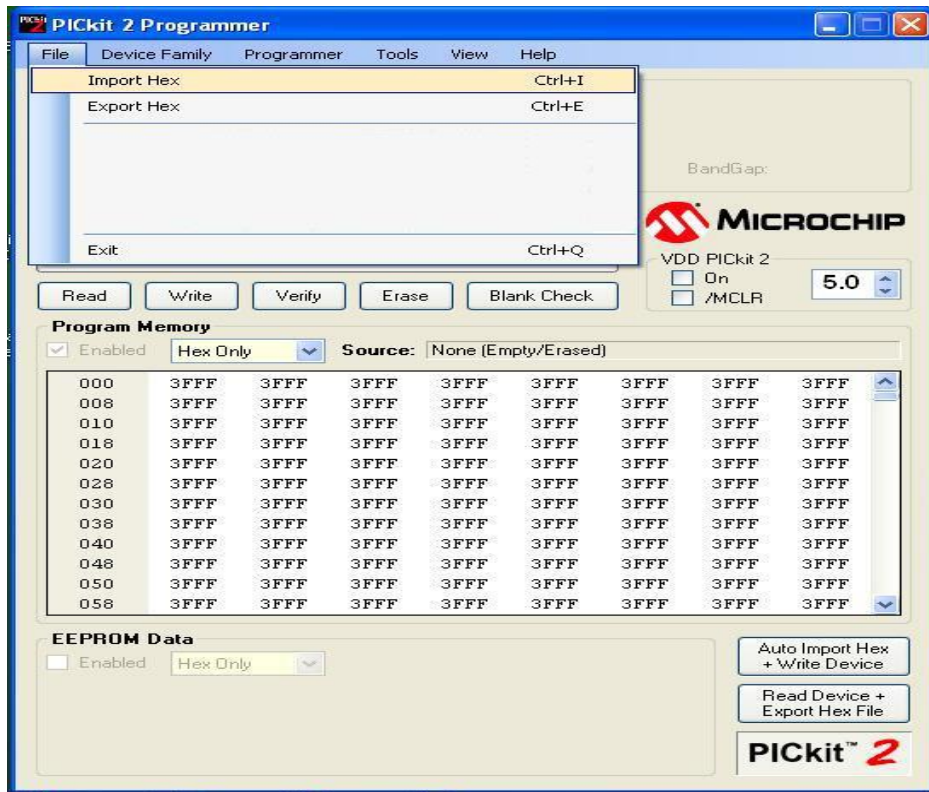 PICkit 2 Programmer
File Device Family Programmer Tools View Help
Import Hex Ctrl+I
Export Hex Ctrl+E
Exit Ctrl+Q
BandGap:
MICROCHIP
VDD PICkit 2
On
/MCLR
5.0
Read Write Verify Erase Blank Check
Program Memory
Enabled Hex Only Source: None (Empty/Erased)
000 3FFF 3FFF 3FFF 3FFF 3FFF 3FFF 3FFF 3FFF
008 3FFF 3FFF 3FFF 3FFF 3FFF 3FFF 3FFF 3FFF
010 3FFF 3FFF 3FFF 3FFF 3FFF 3FFF 3FFF 3FFF
018 3FFF 3FFF 3FFF 3FFF 3FFF 3FFF 3FFF 3FFF
020 3FFF 3FFF 3FFF 3FFF 3FFF 3FFF 3FFF 3FFF
028 3FFF 3FFF 3FFF 3FFF 3FFF 3FFF 3FFF 3FFF
030 3FFF 3FFF 3FFF 3FFF 3FFF 3FFF 3FFF 3FFF
038 3FFF 3FFF 3FFF 3FFF 3FFF 3FFF 3FFF 3FFF
040 3FFF 3FFF 3FFF 3FFF 3FFF 3FFF 3FFF 3FFF
048 3FFF 3FFF 3FFF 3FFF 3FFF 3FFF 3FFF 3FFF
050 3FFF 3FFF 3FFF 3FFF 3FFF 3FFF 3FFF 3FFF
058 3FFF 3FFF 3FFF 3FFF 3FFF 3FFF 3FFF 3FFF
EEPROM Data
Enabled Hex Only
Auto Import Hex
+ Write Device
Read Device +
Export Hex File
PICkit™ 2